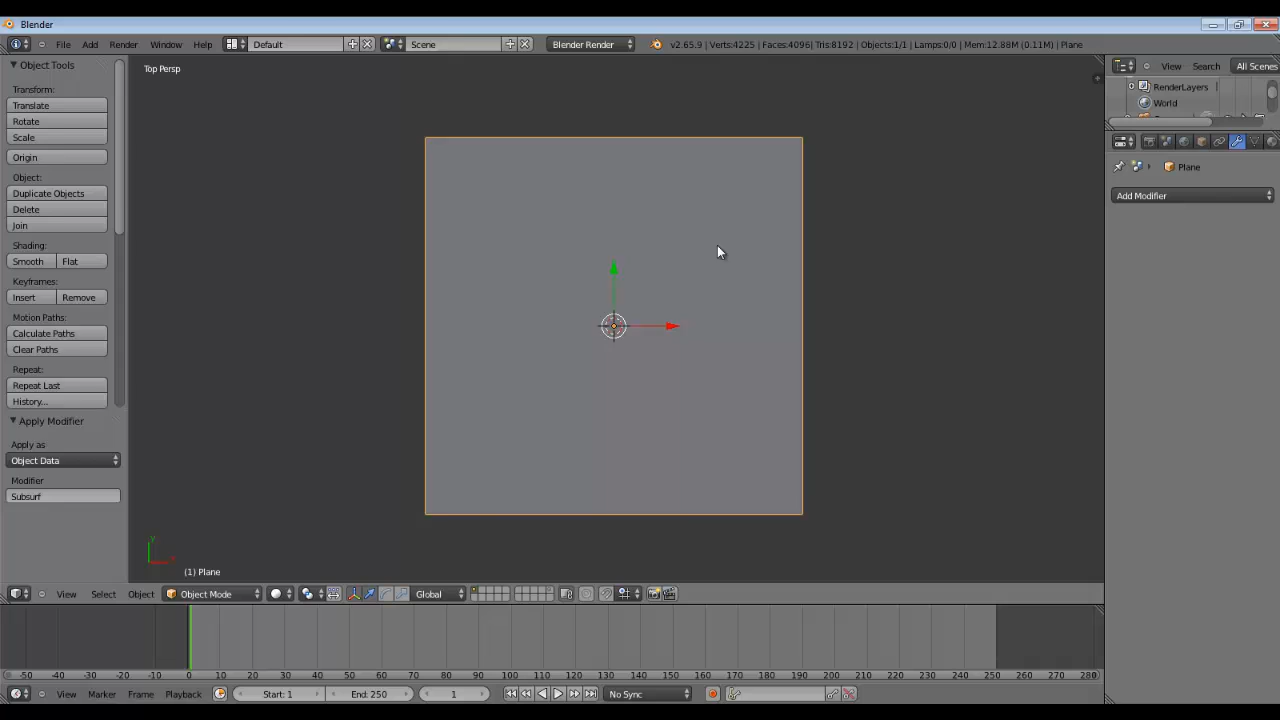 Blender
File Add Render Window Help Default Scene Blender Render v2.65.9 | Verts:4225 | Faces:4096 | Tris:8192 | Objects:1/1 | Lamps:0/0 | Mem:12.88M (0.11M) | Plane
Object Tools
Transform:
Translate
Rotate
Scale
Origin
Object:
Duplicate Objects
Delete
Join
Shading:
Smooth Flat
Keyframes:
Insert Remove
Motion Paths:
Calculate Paths
Clear Paths
Repeat:
Repeat Last
History...
Apply Modifier
Apply as
Object Data
Modifier
Subsurf
Top Persp
Y
(1) Plane
View Search All Scenes
RenderLayers
World
Plane
Add Modifier
View Select Object Object Mode Global
-50 -40 -30 -20 -10 0 10 20 30 40 50 60 70 80 90 100 110 120 130 140 150 160 170 180 190 200 210 220 230 240 250 260 270 280
View Marker Frame Playback Start: 1 End: 250 1 No Sync